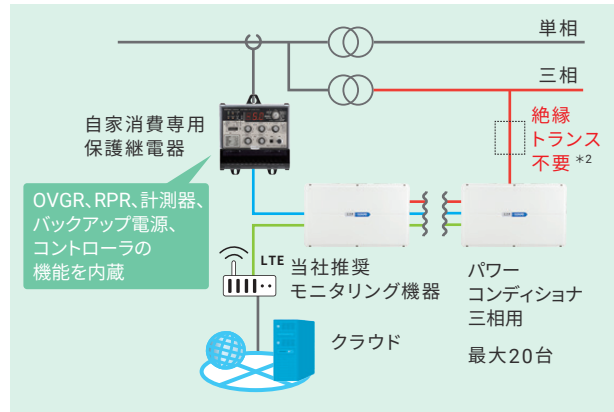 単相
三相
絶縁
トランス
不要 *2
自家消費専用
保護継電器
OVGR、RPR、計測器、
バックアップ電源、
コントローラの
機能を内蔵
LTE
当社推奨
モニタリング機器
パワー
コンディショナ
三相用
最大20台
クラウド